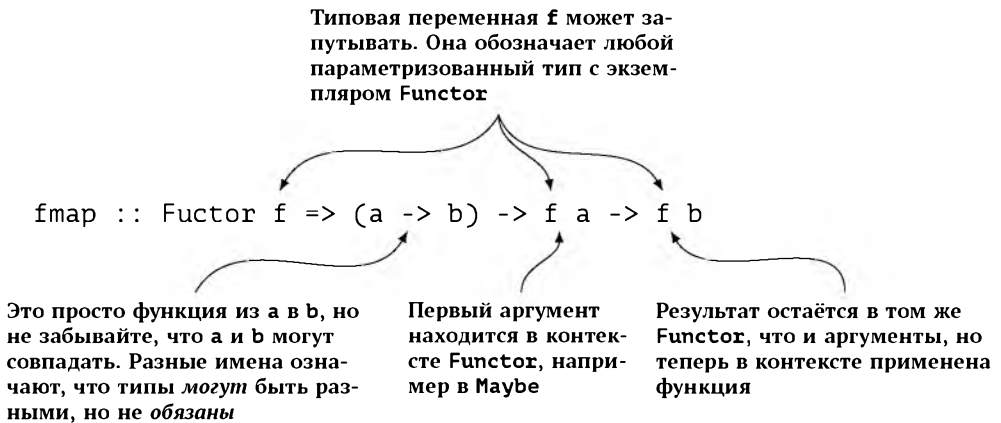 Типовая переменная f может за-
путывать. Она обозначает любой
параметризованный тип с экзем-
пляром Functor
fmap :: Fuctor f => (a -> b) -> f a -> f b
Это просто функция из a в b, но
не забывайте, что a и b могут
совпадать. Разные имена озна-
чают, что типы могут быть раз-
ными, но не обязаны
Первый аргумент
находится в контек-
сте Functor, напри-
мер в Maybe
Результат остаётся в том же
Functor, что и аргументы, но
теперь в контексте применена
функция